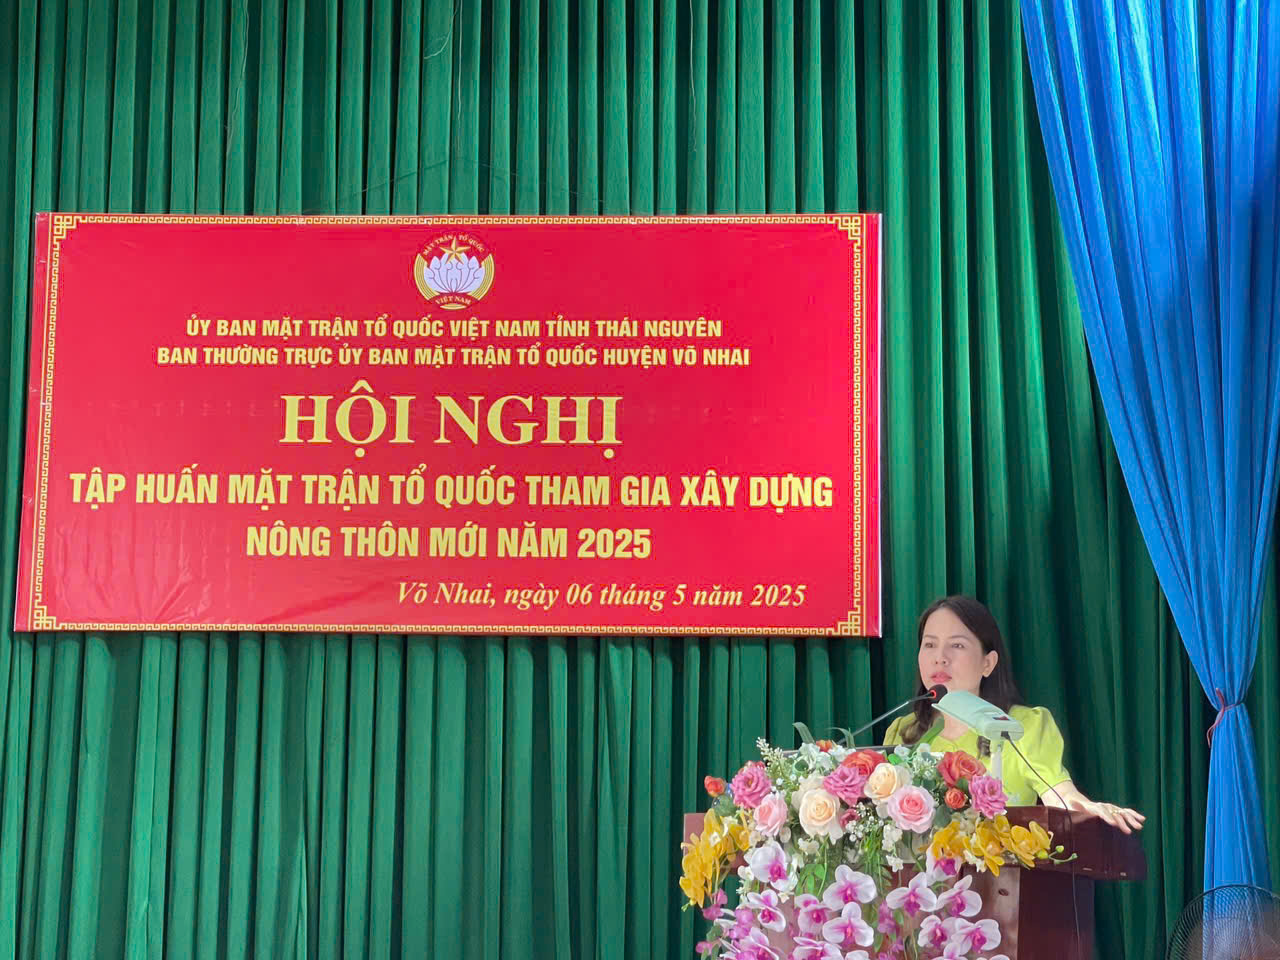 MẶT TRẬN TỔ QUỐC
VIỆT NAM
ỦY BAN MẶT TRẬN TỔ QUỐC VIỆT NAM TỈNH THÁI NGUYÊN
BAN THƯỜNG TRỰC ỦY BAN MẶT TRẬN TỔ QUỐC HUYỆN VÕ NHAI
HỘI NGHỊ
TẬP HUẤN MẶT TRẬN TỔ QUỐC THAM GIA XÂY DỰNG
NÔNG THÔN MỚI NĂM 2025
Võ Nhai, ngày 06 tháng 5 năm 2025